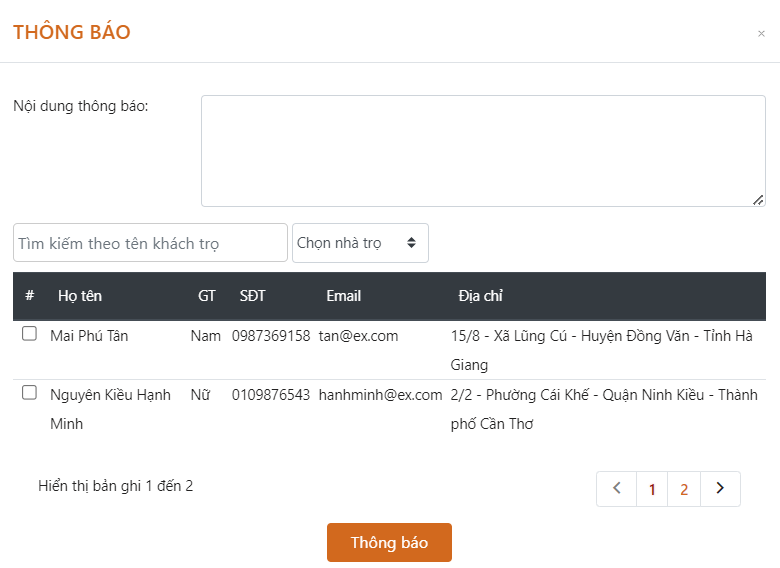 THÔNG BÁO
×
Nội dung thông báo:
Tìm kiếm theo tên khách trọ
Chọn nhà trọ
# Họ tên GT SĐT Email Địa chỉ
Mai Phú Tân Nam 0987369158 tan@ex.com 15/8 - Xã Lũng Cú - Huyện Đồng Văn - Tỉnh Hà
Giang
Nguyên Kiều Hạnh Nữ 0109876543 hanhminh@ex.com 2/2 - Phường Cái Khế - Quận Ninh Kiều - Thành
Minh phố Cần Thơ
Hiển thị bản ghi 1 đến 2
1 2
Thông báo